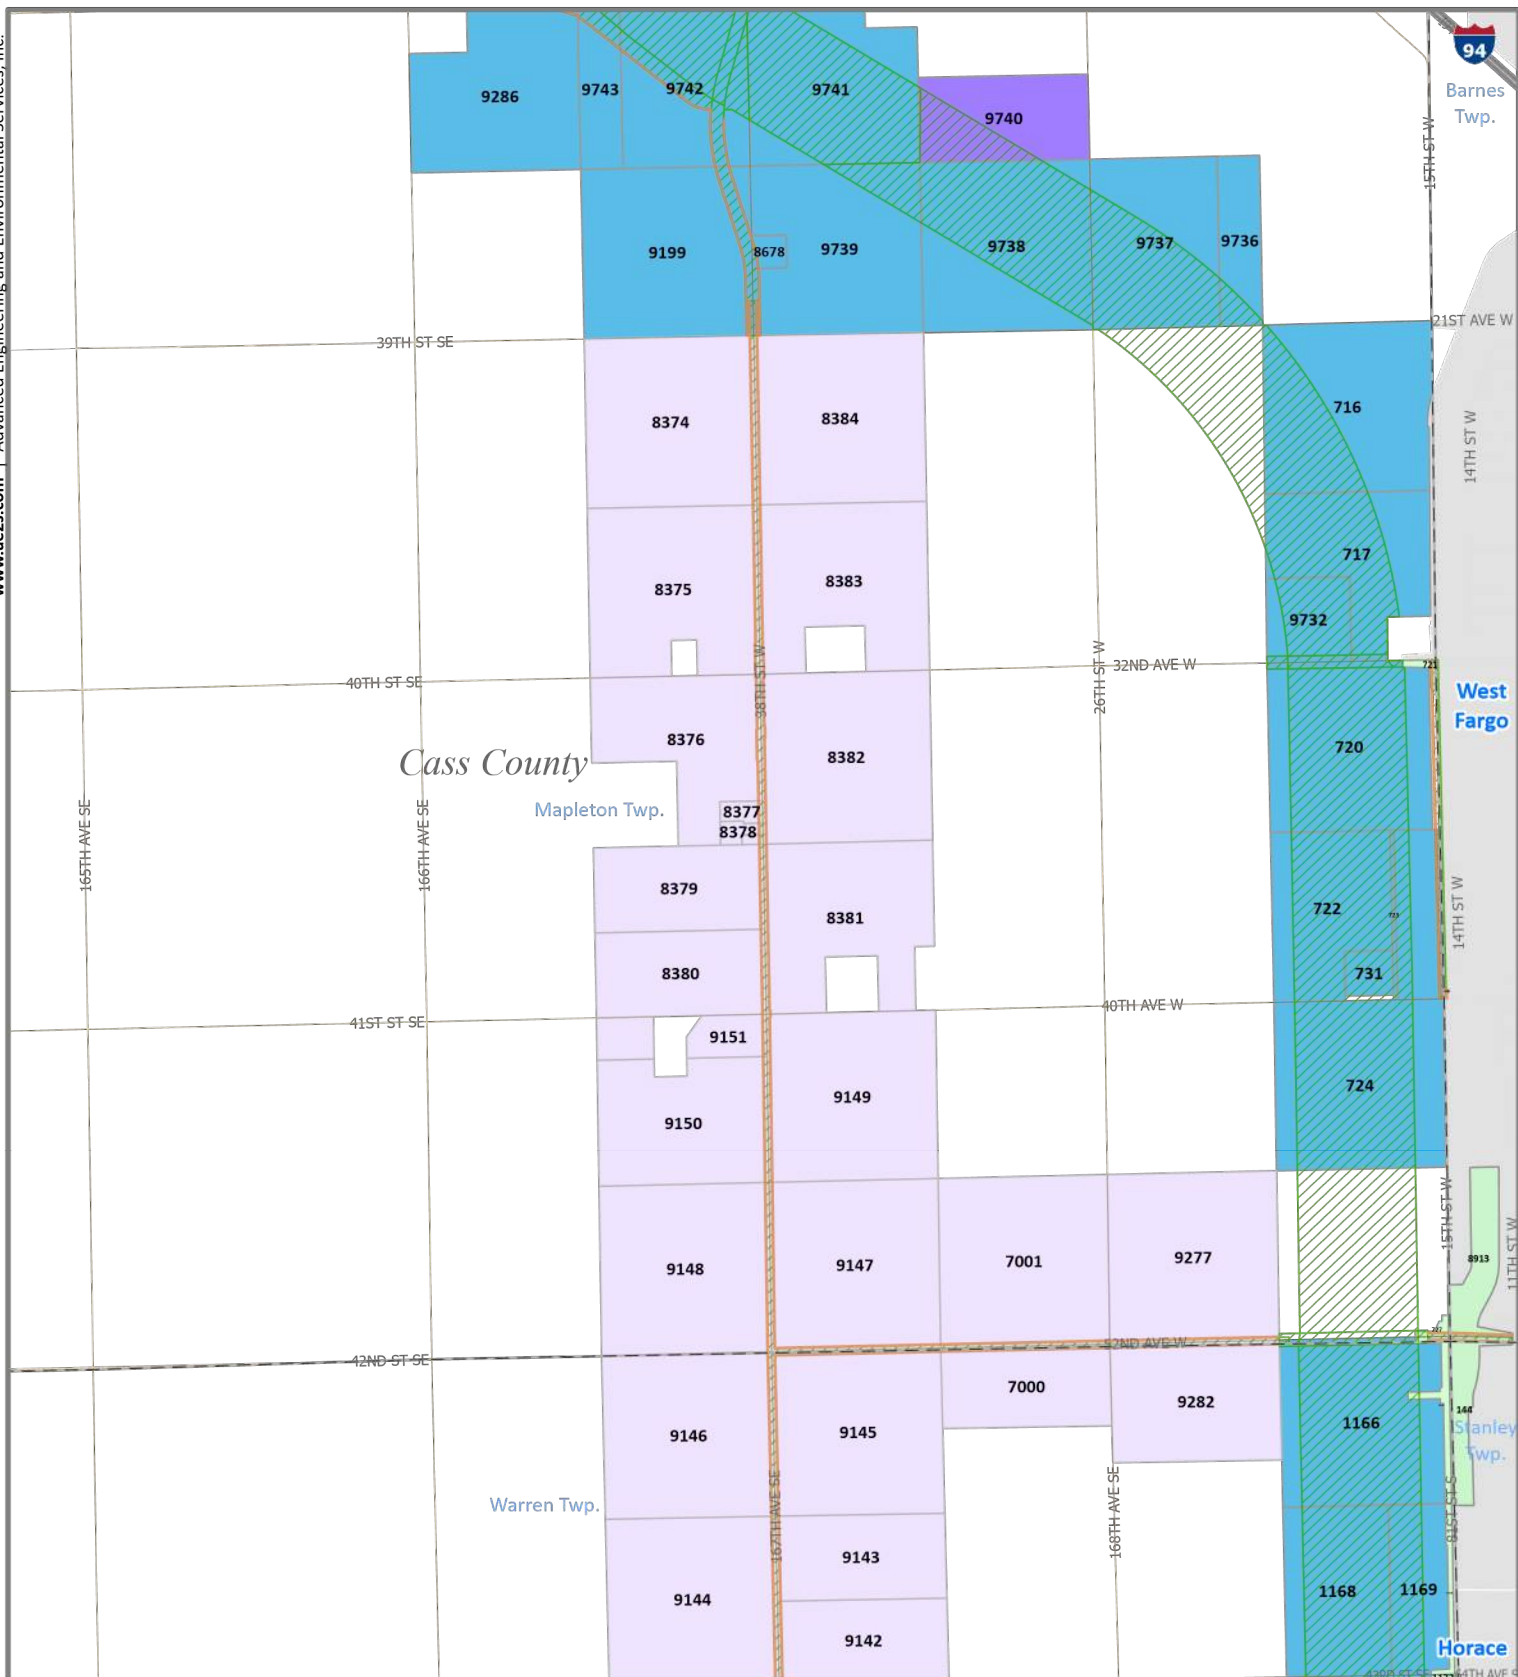 94
Barnes
Twp.
9286
9743
9742
9741
9740
15TH ST W
9199
8678
9739
9738
9737
9736
21ST AVE W
39TH ST SE
8374
8384
716
14TH ST W
717
8375
8383
9732
38TH ST W
26TH ST W
32ND AVE W
721
40TH ST SE
West
Fargo
8376
8382
720
Cass County
Mapleton Twp.
8377
8378
165TH AVE SE
166TH AVE SE
8379
8381
722
723
14TH ST W
8380
731
40TH AVE W
41ST ST SE
9151
9149
724
9150
15TH ST W
11TH ST W
9148
9147
7001
9277
8913
52ND AVE W
42ND ST SE
7000
9282
144
9146
9145
1166
Stanley
Twp.
Warren Twp.
167TH AVE SE
168TH AVE SE
81ST ST S
9143
9144
1168
1169
9142
Horace